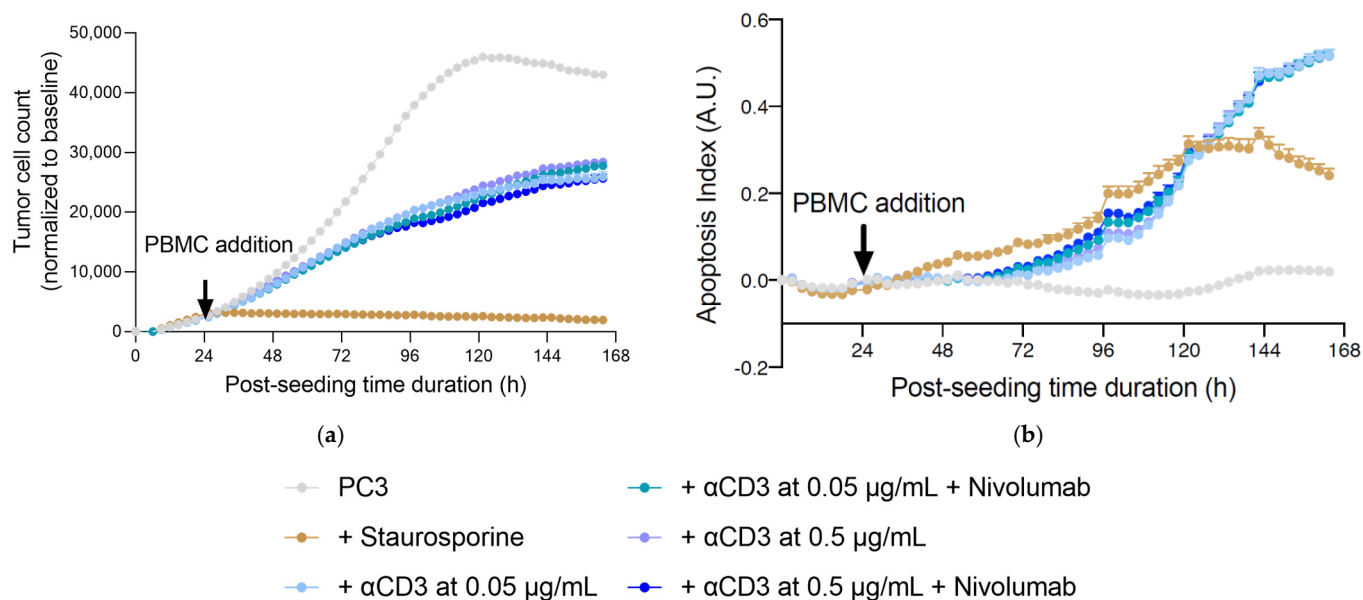 50,000
40,000
30,000
20,000
10,000
0
Tumor cell count
(normalized to baseline)
PBMC addition
0 24 48 72 96 120 144 168
Post-seeding time duration (h)
(a)
0.6
0.4
0.2
0.0
-0.2
Apoptosis Index (A.U.)
PBMC addition
24 48 72 96 120 144 168
Post-seeding time duration (h)
(b)
PC3
+ Staurosporine
+ αCD3 at 0.05 µg/mL
+ αCD3 at 0.05 µg/mL + Nivolumab
+ αCD3 at 0.5 µg/mL
+ αCD3 at 0.5 µg/mL + Nivolumab